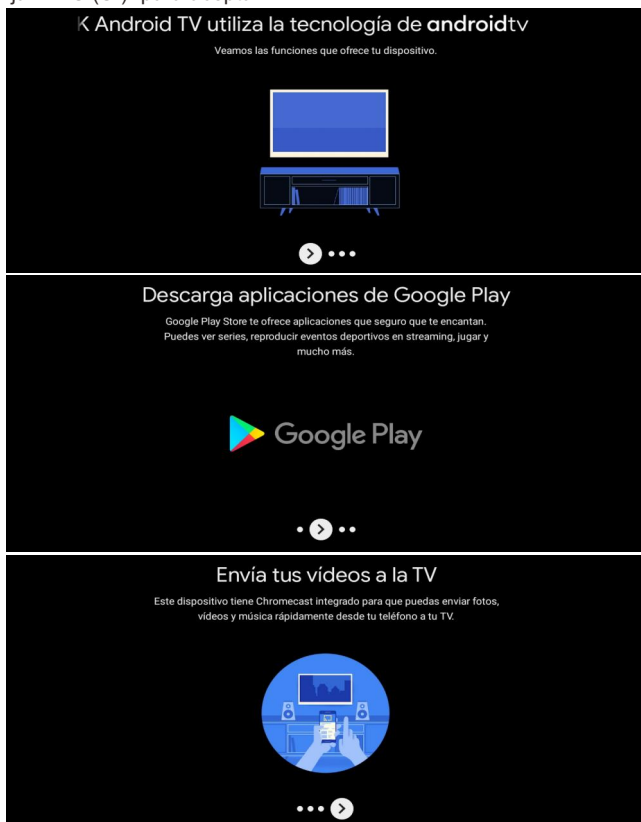 K Android TV utiliza la tecnología de androidtv
Veamos las funciones que ofrece tu dispositivo.
Descarga aplicaciones de Google Play
Google Play Store te ofrece aplicaciones que seguro que te encantan.
Puedes ver series, reproducir eventos deportivos en streaming, jugar y
mucho más.
Google Play
Envía tus vídeos a la TV
Este dispositivo tiene Chromecast integrado para que puedas enviar fotos,
vídeos y música rápidamente desde tu teléfono a tu TV.